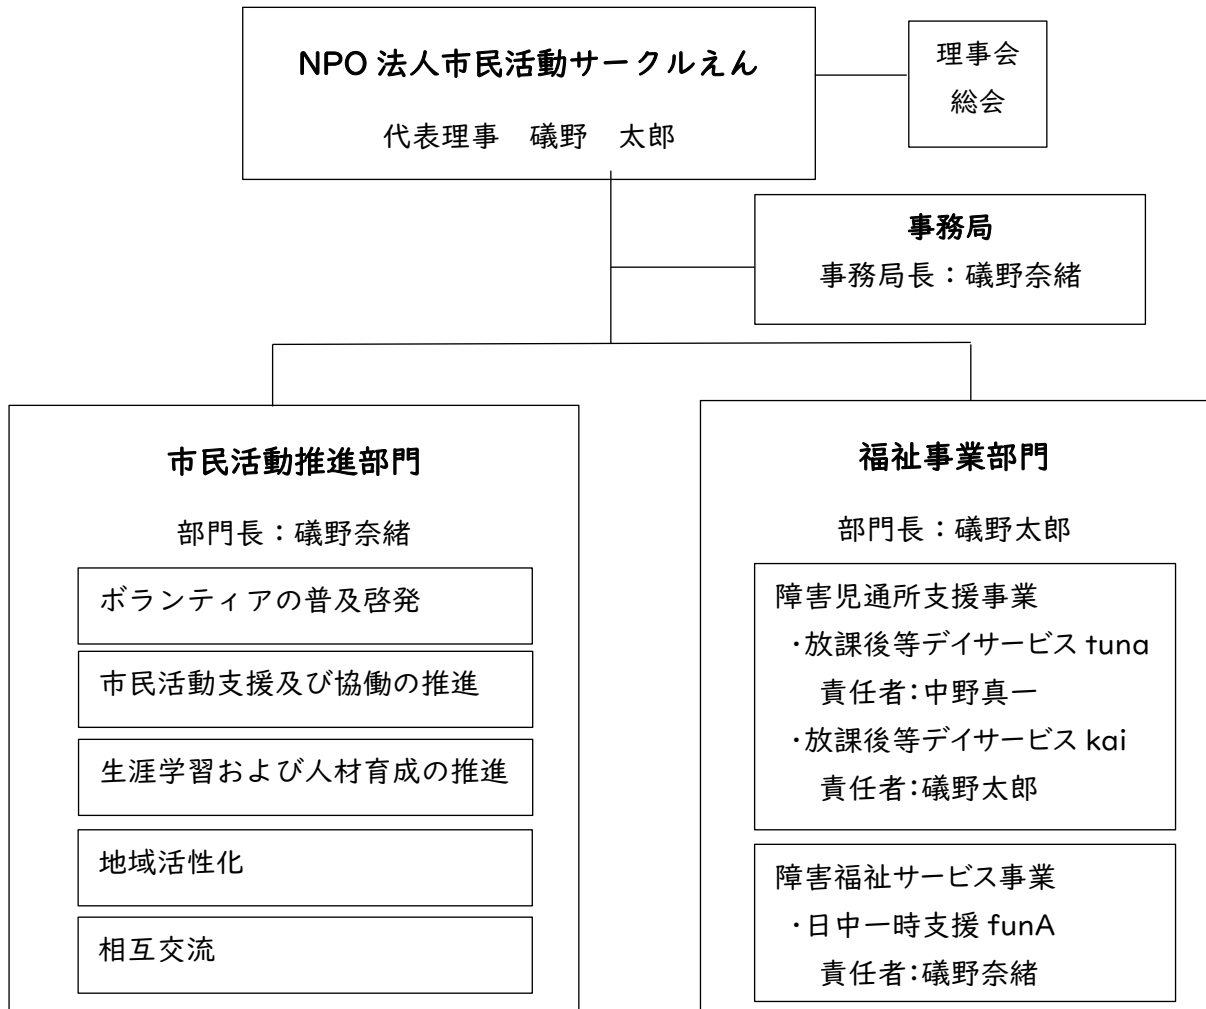 NPO 法人市民活動サークルえん
代表理事　礒野　太郎
理事会
総会
事務局
事務局長：礒野奈緒
市民活動推進部門
部門長：礒野奈緒
ボランティアの普及啓発
市民活動支援及び協働の推進
生涯学習および人材育成の推進
地域活性化
相互交流
福祉事業部門
部門長：礒野太郎
障害児通所支援事業
・放課後等デイサービス tuna
責任者：中野真一
・放課後等デイサービス kai
責任者：礒野太郎
障害福祉サービス事業
・日中一時支援 funA
責任者：礒野奈緒